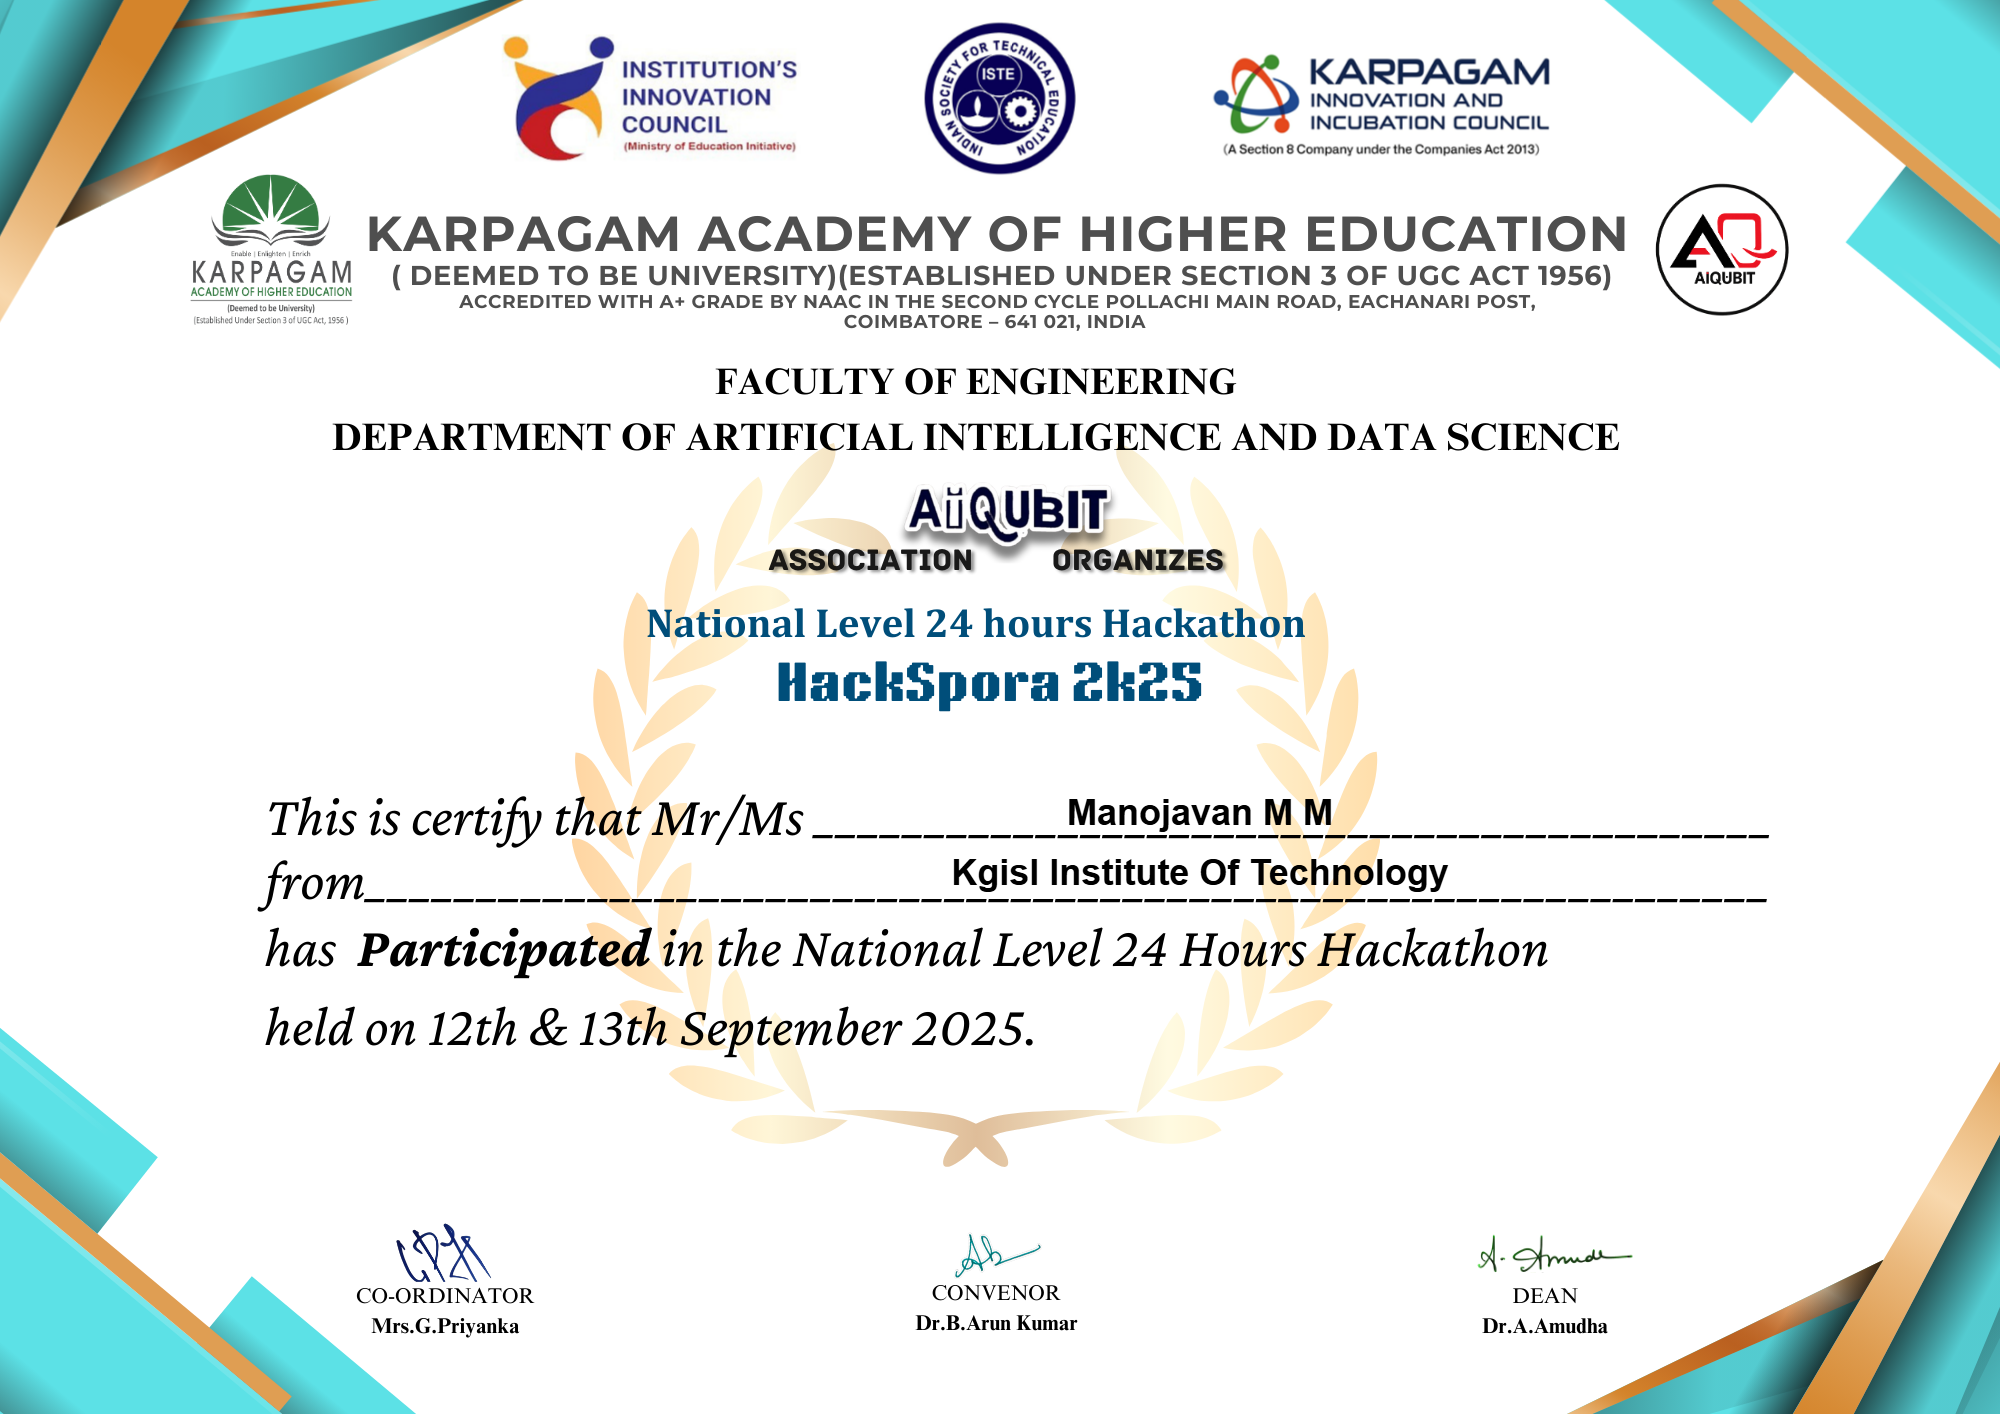 INSTITUTION'S
INNOVATION
COUNCIL
(Ministry of Education Initiative)
INDIAN SOCIETY FOR TECHNICAL EDUCATION
ISTE
KARPAGAM
INNOVATION AND
INCUBATION COUNCIL
(A Section 8 Company under the Companies Act 2013)
Enable | Enlighten | Enrich
KARPAGAM
ACADEMY OF HIGHER EDUCATION
(Deemed to be University)
(Established Under Section 3 of UGC Act, 1956 )
KARPAGAM ACADEMY OF HIGHER EDUCATION
( DEEMED TO BE UNIVERSITY)(ESTABLISHED UNDER SECTION 3 OF UGC ACT 1956)
ACCREDITED WITH A+ GRADE BY NAAC IN THE SECOND CYCLE POLLACHI MAIN ROAD, EACHANARI POST,
COIMBATORE – 641 021, INDIA
AQ
AIQUBIT
FACULTY OF ENGINEERING
DEPARTMENT OF ARTIFICIAL INTELLIGENCE AND DATA SCIENCE
AiQUbIT
ASSOCIATION ORGANIZES
National Level 24 hours Hackathon
HackSpora 2k25
This is certify that Mr/Ms Manojavan M M
from Kgisl Institute Of Technology
has Participated in the National Level 24 Hours Hackathon
held on 12th & 13th September 2025.
A. Amudha
CO-ORDINATOR
Mrs.G.Priyanka
CONVENOR
Dr.B.Arun Kumar
DEAN
Dr.A.Amudha